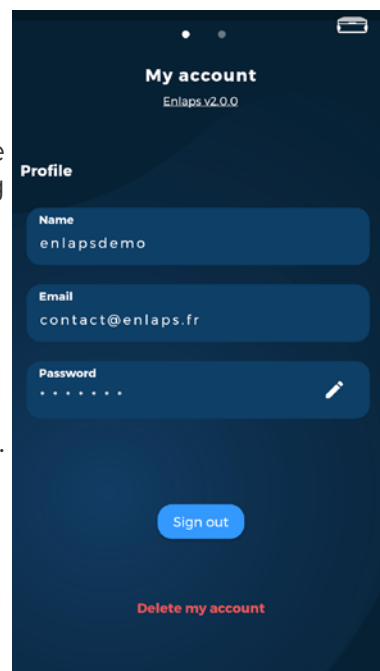 My account
Enlaps v2.0.0
Profile
Name
enlapsdemo
Email
contact@enlaps.fr
Password
Sign out
Delete my account